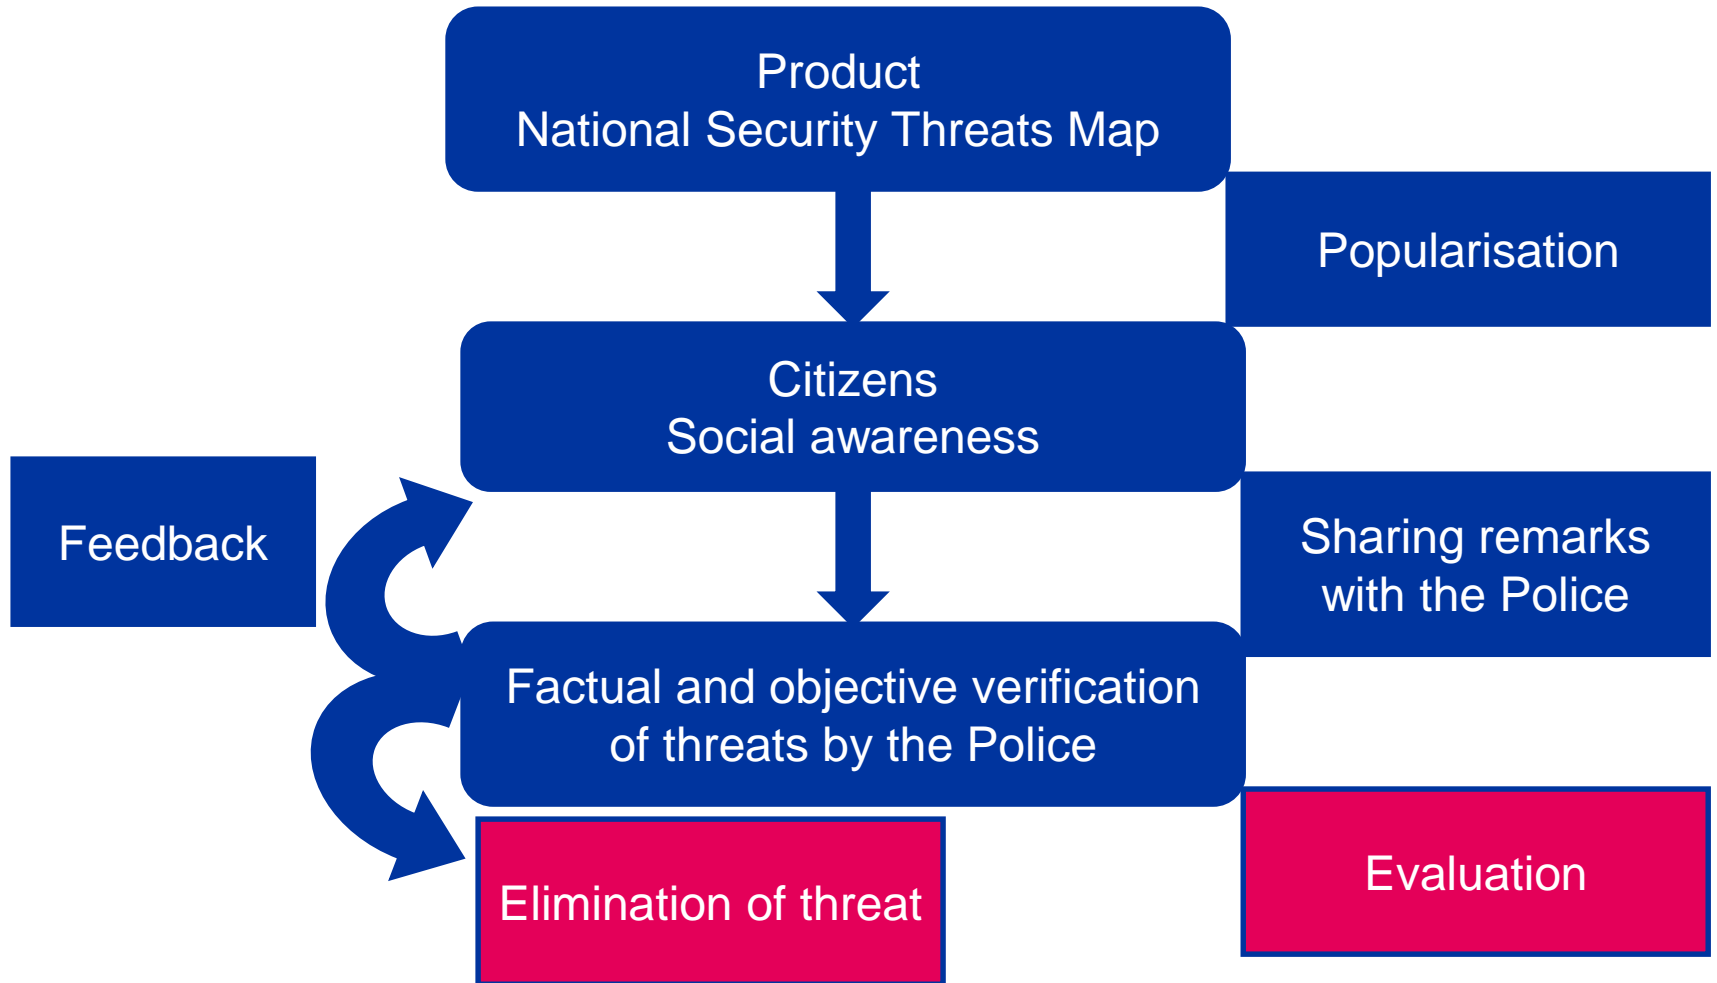 Product
National Security Threats Map
Popularisation
Citizens
Social awareness
Feedback
Sharing remarks
with the Police
Factual and objective verification
of threats by the Police
Evaluation
Elimination of threat